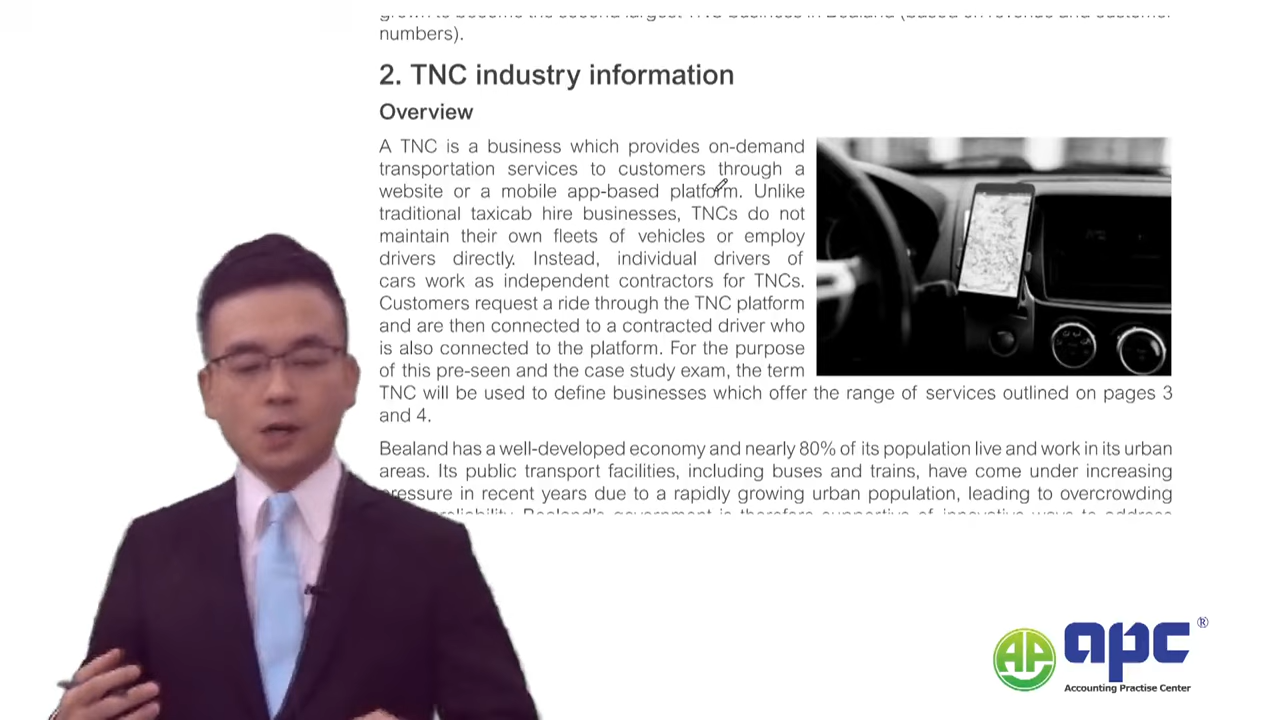 numbers).
2. TNC industry information
Overview
A TNC is a business which provides on-demand
transportation services to customers through a
website or a mobile app-based platform. Unlike
traditional taxicab hire businesses, TNCs do not
maintain their own fleets of vehicles or employ
drivers directly. Instead, individual drivers of
cars work as independent contractors for TNCs.
Customers request a ride through the TNC platform
and are then connected to a contracted driver who
is also connected to the platform. For the purpose
of this pre-seen and the case study exam, the term
TNC will be used to define businesses which offer the range of services outlined on pages 3
and 4.
Bealand has a well-developed economy and nearly 80% of its population live and work in its urban
areas. Its public transport facilities, including buses and trains, have come under increasing
pressure in recent years due to a rapidly growing urban population, leading to overcrowding
AP
apc ®
Accounting Practise Center